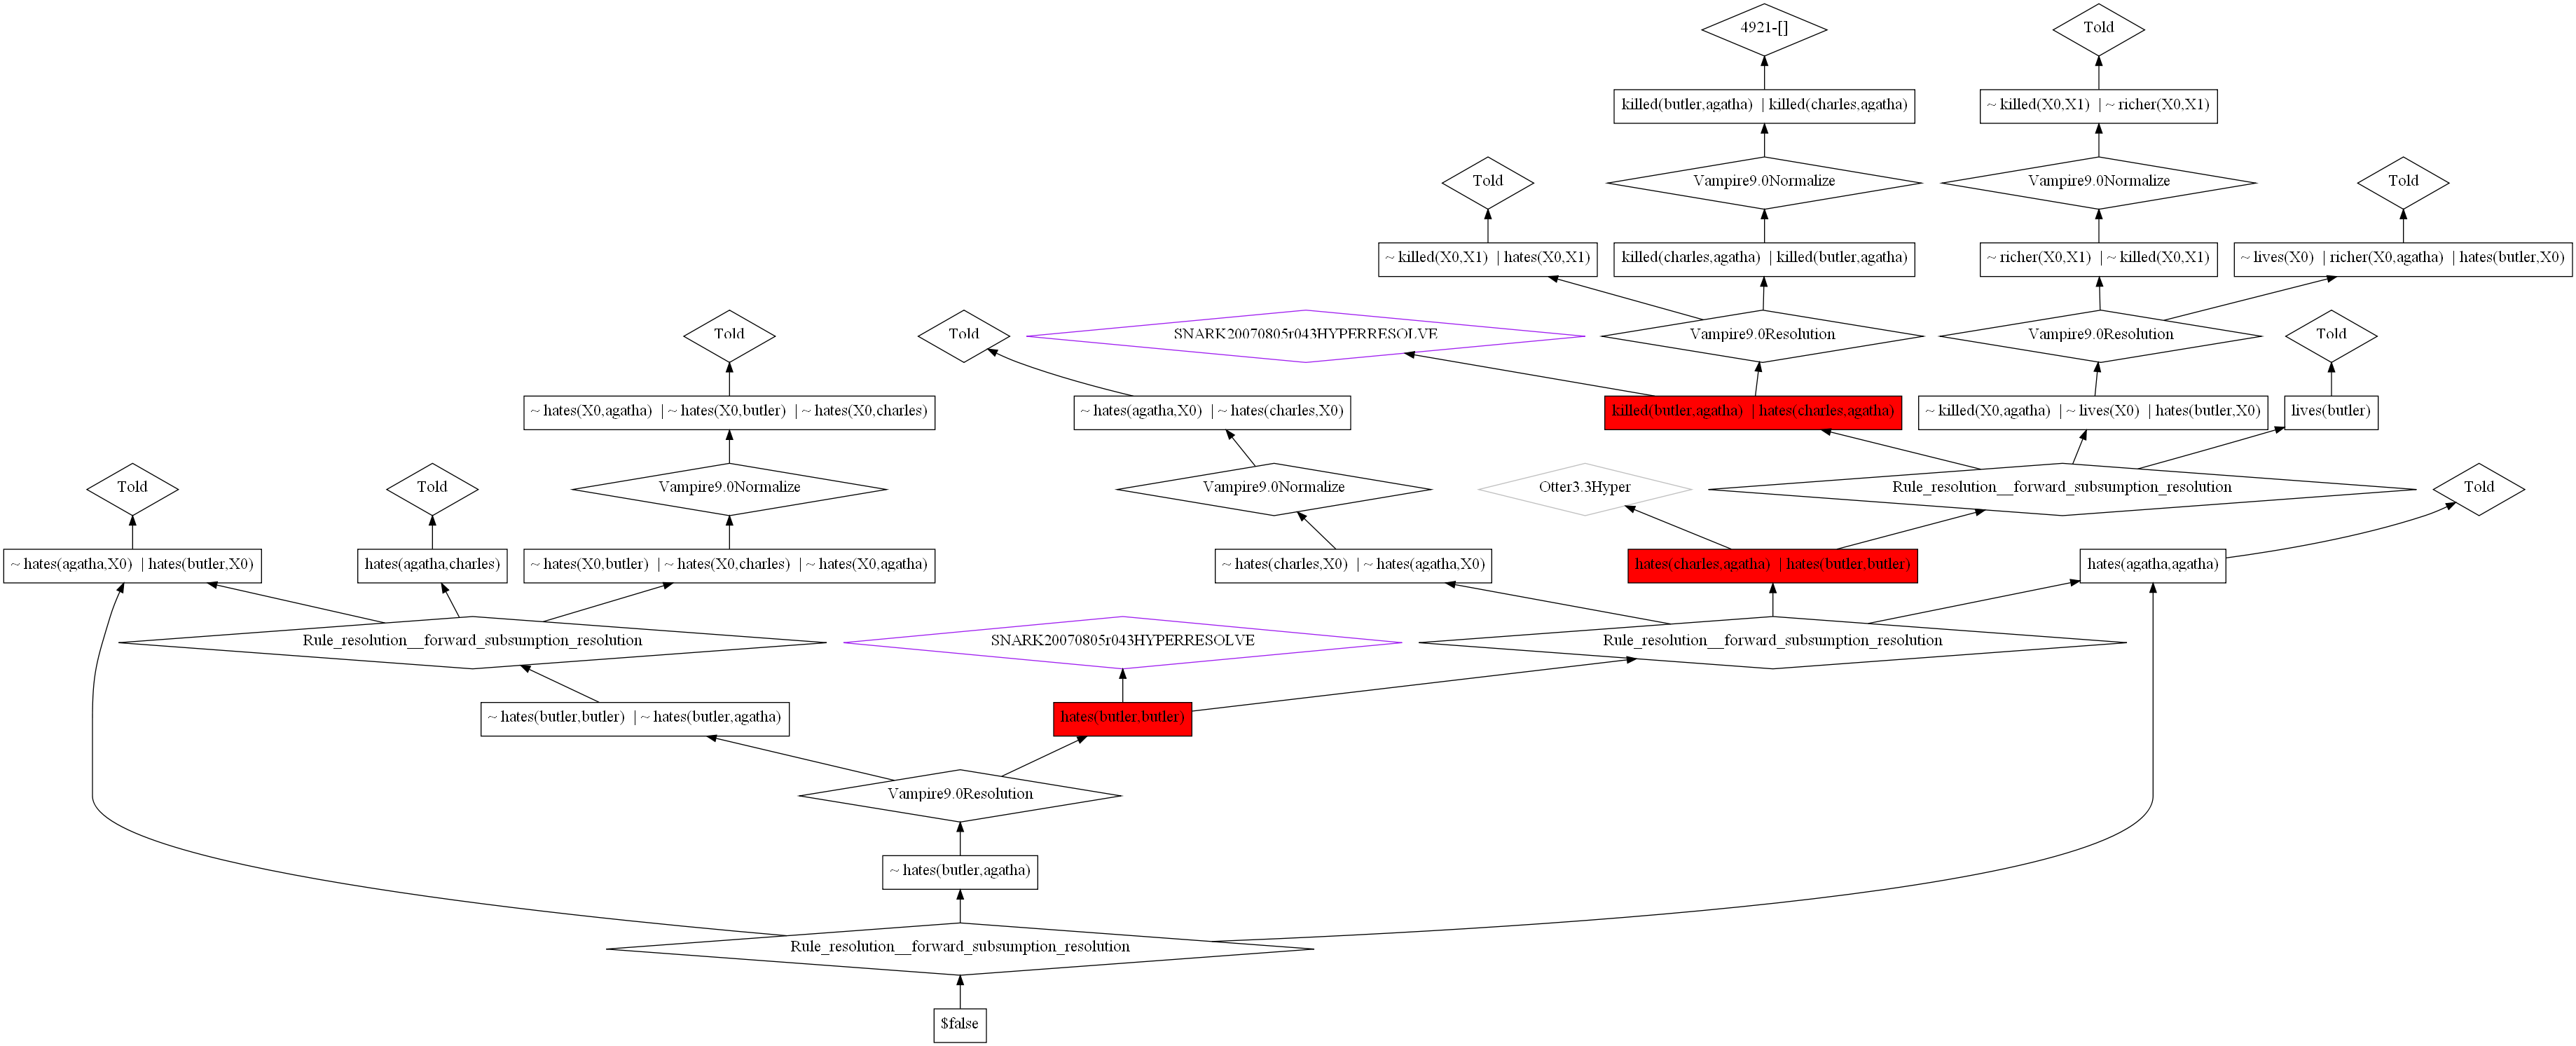 4921-[]
Told
killed(butler,agatha) | killed(charles,agatha)
~ killed(X0,X1) | ~ richer(X0,X1)
Told
Vampire9.0Normalize
Vampire9.0Normalize
Told
~ killed(X0,X1) | hates(X0,X1)
killed(charles,agatha) | killed(butler,agatha)
~ richer(X0,X1) | ~ killed(X0,X1)
~ lives(X0) | richer(X0,agatha) | hates(butler,X0)
Told
Told
SNARK20070805r043HYPERRESOLVE
Vampire9.0Resolution
Vampire9.0Resolution
Told
~ hates(X0,agatha) | ~ hates(X0,butler) | ~ hates(X0,charles)
~ hates(agatha,X0) | ~ hates(charles,X0)
killed(butler,agatha) | hates(charles,agatha)
~ killed(X0,agatha) | ~ lives(X0) | hates(butler,X0)
lives(butler)
Told
Told
Vampire9.0Normalize
Vampire9.0Normalize
Otter3.3Hyper
Rule_resolution__forward_subsumption_resolution
Told
~ hates(agatha,X0) | hates(butler,X0)
hates(agatha,charles)
~ hates(X0,butler) | ~ hates(X0,charles) | ~ hates(X0,agatha)
~ hates(charles,X0) | ~ hates(agatha,X0)
hates(charles,agatha) | hates(butler,butler)
hates(agatha,agatha)
Rule_resolution__forward_subsumption_resolution
SNARK20070805r043HYPERRESOLVE
Rule_resolution__forward_subsumption_resolution
~ hates(butler,butler) | ~ hates(butler,agatha)
hates(butler,butler)
Vampire9.0Resolution
~ hates(butler,agatha)
Rule_resolution__forward_subsumption_resolution
$false